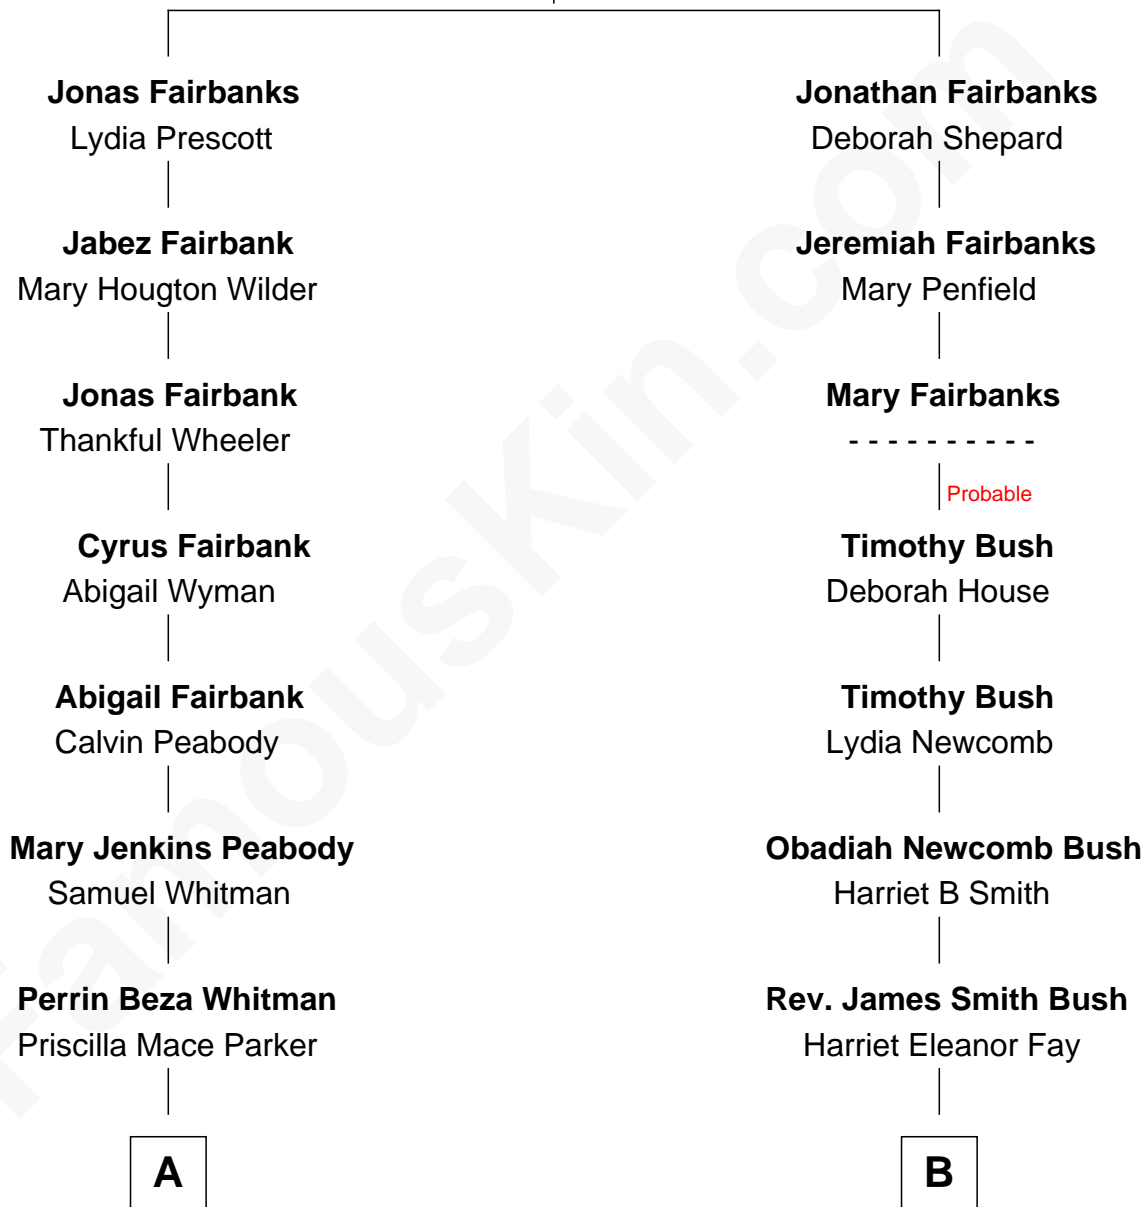 Jonas Fairbanks
Lydia Prescott
Jonathan Fairbanks
Deborah Shepard
Jabez Fairbank
Mary Hougton Wilder
Jeremiah Fairbanks
Mary Penfield
Jonas Fairbank
Thankful Wheeler
Mary Fairbanks
- - - - - - - - - -
Probable
Cyrus Fairbank
Abigail Wyman
Timothy Bush
Deborah House
Abigail Fairbank
Calvin Peabody
Timothy Bush
Lydia Newcomb
Mary Jenkins Peabody
Samuel Whitman
Obadiah Newcomb Bush
Harriet B Smith
Perrin Beza Whitman
Priscilla Mace Parker
Rev. James Smith Bush
Harriet Eleanor Fay
A
B
FamousKin.com